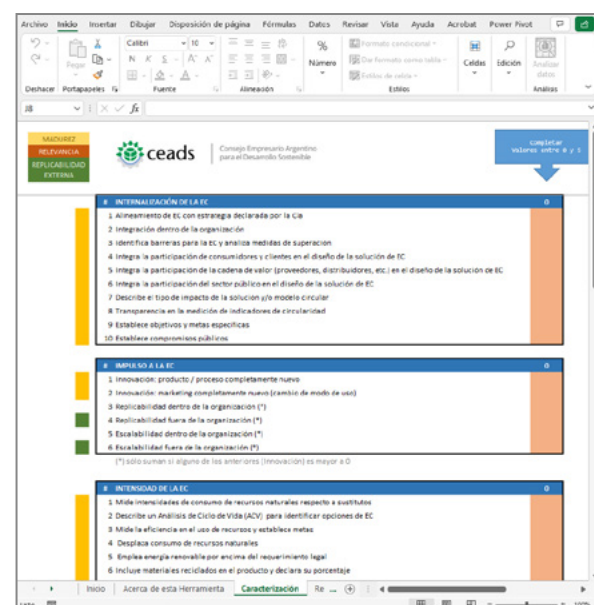 Archivo Inicio Insertar Dibujar Disposición de página Fórmulas Datos Revisar Vista Ayuda Acrobat Power Pivot
Calibri 10
Pegar
N K S A A
%
Número
Formato condicional
Dar formato como tabla
Estilos de celda
Celdas
Edición
Analizar datos
Deshacer Portapapeles Fuente Alineación Estilos Análisis
J8 fx
MADUREZ
RELEVANCIA
REPLICABILIDAD EXTERNA
ceads
Consejo Empresario Argentino
para el Desarrollo Sostenible
Completar
Valores entre 0 y 5
# INTERNALIZACIÓN DE LA EC 0
1 Alineamiento de EC con estrategia declarada por la Cía
2 Integración dentro de la organización
3 Identifica barreras para la EC y analiza medidas de superación
4 Integra la participación de consumidores y clientes en el diseño de la solución de EC
5 Integra la participación de la cadena de valor (proveedores, distribuidores, etc.) en el diseño de la solución de EC
6 Integra la participación del sector público en el diseño de la solución de EC
7 Describe el tipo de impacto de la solución y/o modelo circular
8 Transparencia en la medición de indicadores de circularidad
9 Establece objetivos y metas específicas
10 Establece compromisos públicos
# IMPULSO A LA EC 0
1 Innovación: producto / proceso completamente nuevo
2 Innovación: marketing completamente nuevo (cambio de modo de uso)
3 Replicabilidad dentro de la organización (*)
4 Replicabilidad fuera de la organización (*)
5 Escalabilidad dentro de la organización (*)
6 Escalabilidad fuera de la organización (*)
(*) sólo suman si alguno de los anteriores (Innovación) es mayor a 0
# INTENSIDAD DE LA EC 0
1 Mide intensidades de consumo de recursos naturales respecto a sustitutos
2 Describe un Análisis de Ciclo de Vida (ACV) para identificar opciones de EC
3 Mide la eficiencia en el uso de recursos y establece metas
4 Desplaza consumo de recursos naturales
5 Emplea energía renovable por encima del requerimiento legal
6 Incluye materiales reciclados en el producto y declara su porcentaje
Inicio Acerca de esta Herramienta Caracterización Re ...
100%